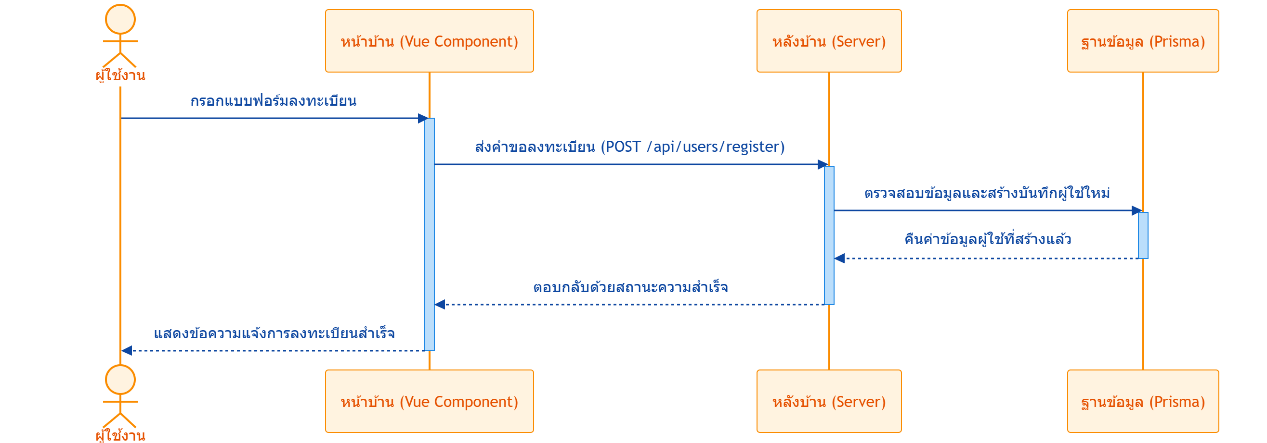 ผู้ใช้งาน
หน้าบ้าน (Vue Component)
หลังบ้าน (Server)
ฐานข้อมูล (Prisma)
กรอกแบบฟอร์มลงทะเบียน
ส่งคำขอลงทะเบียน (POST /api/users/register)
ตรวจสอบข้อมูลและสร้างบันทึกผู้ใช้ใหม่
คืนค่าข้อมูลผู้ใช้ที่สร้างแล้ว
ตอบกลับด้วยสถานะความสำเร็จ
แสดงข้อความแจ้งการลงทะเบียนสำเร็จ
ผู้ใช้งาน
หน้าบ้าน (Vue Component)
หลังบ้าน (Server)
ฐานข้อมูล (Prisma)